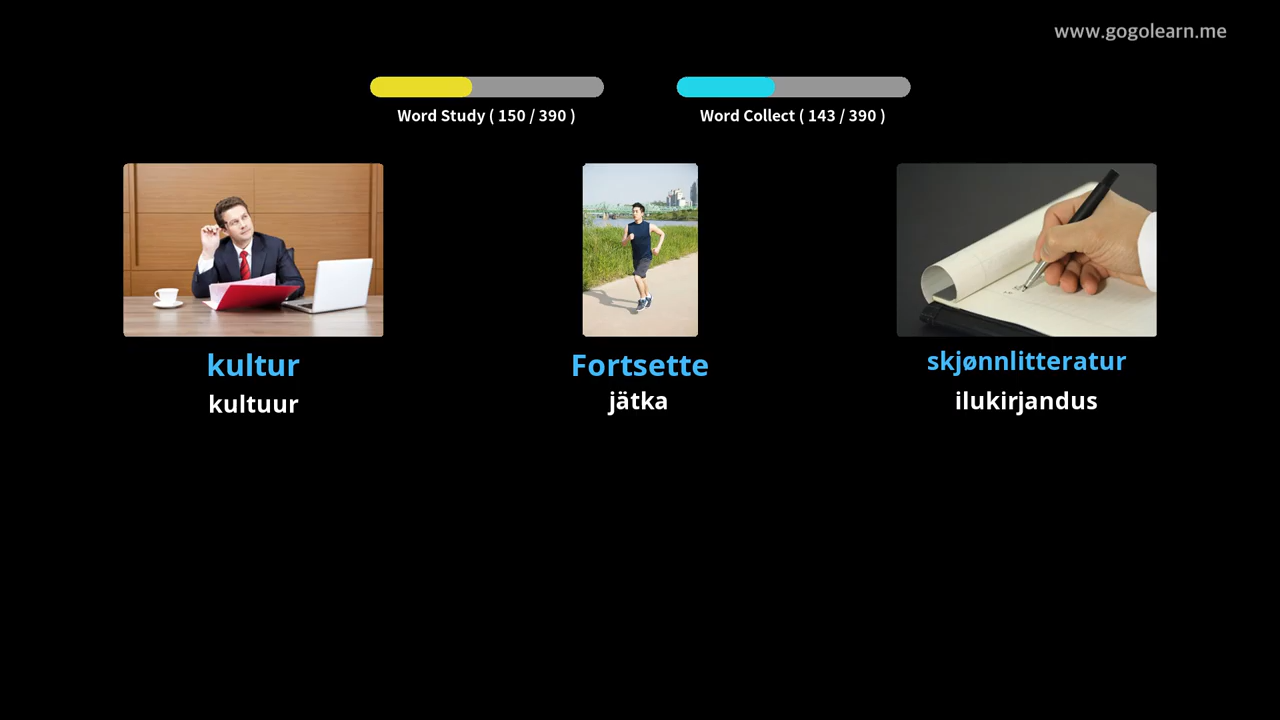 www.gogolearn.me
Word Study ( 150 / 390 )
Word Collect ( 143 / 390 )
kultur
Fortsette
skjønnlitteratur
kultuur
jätka
ilukirjandus